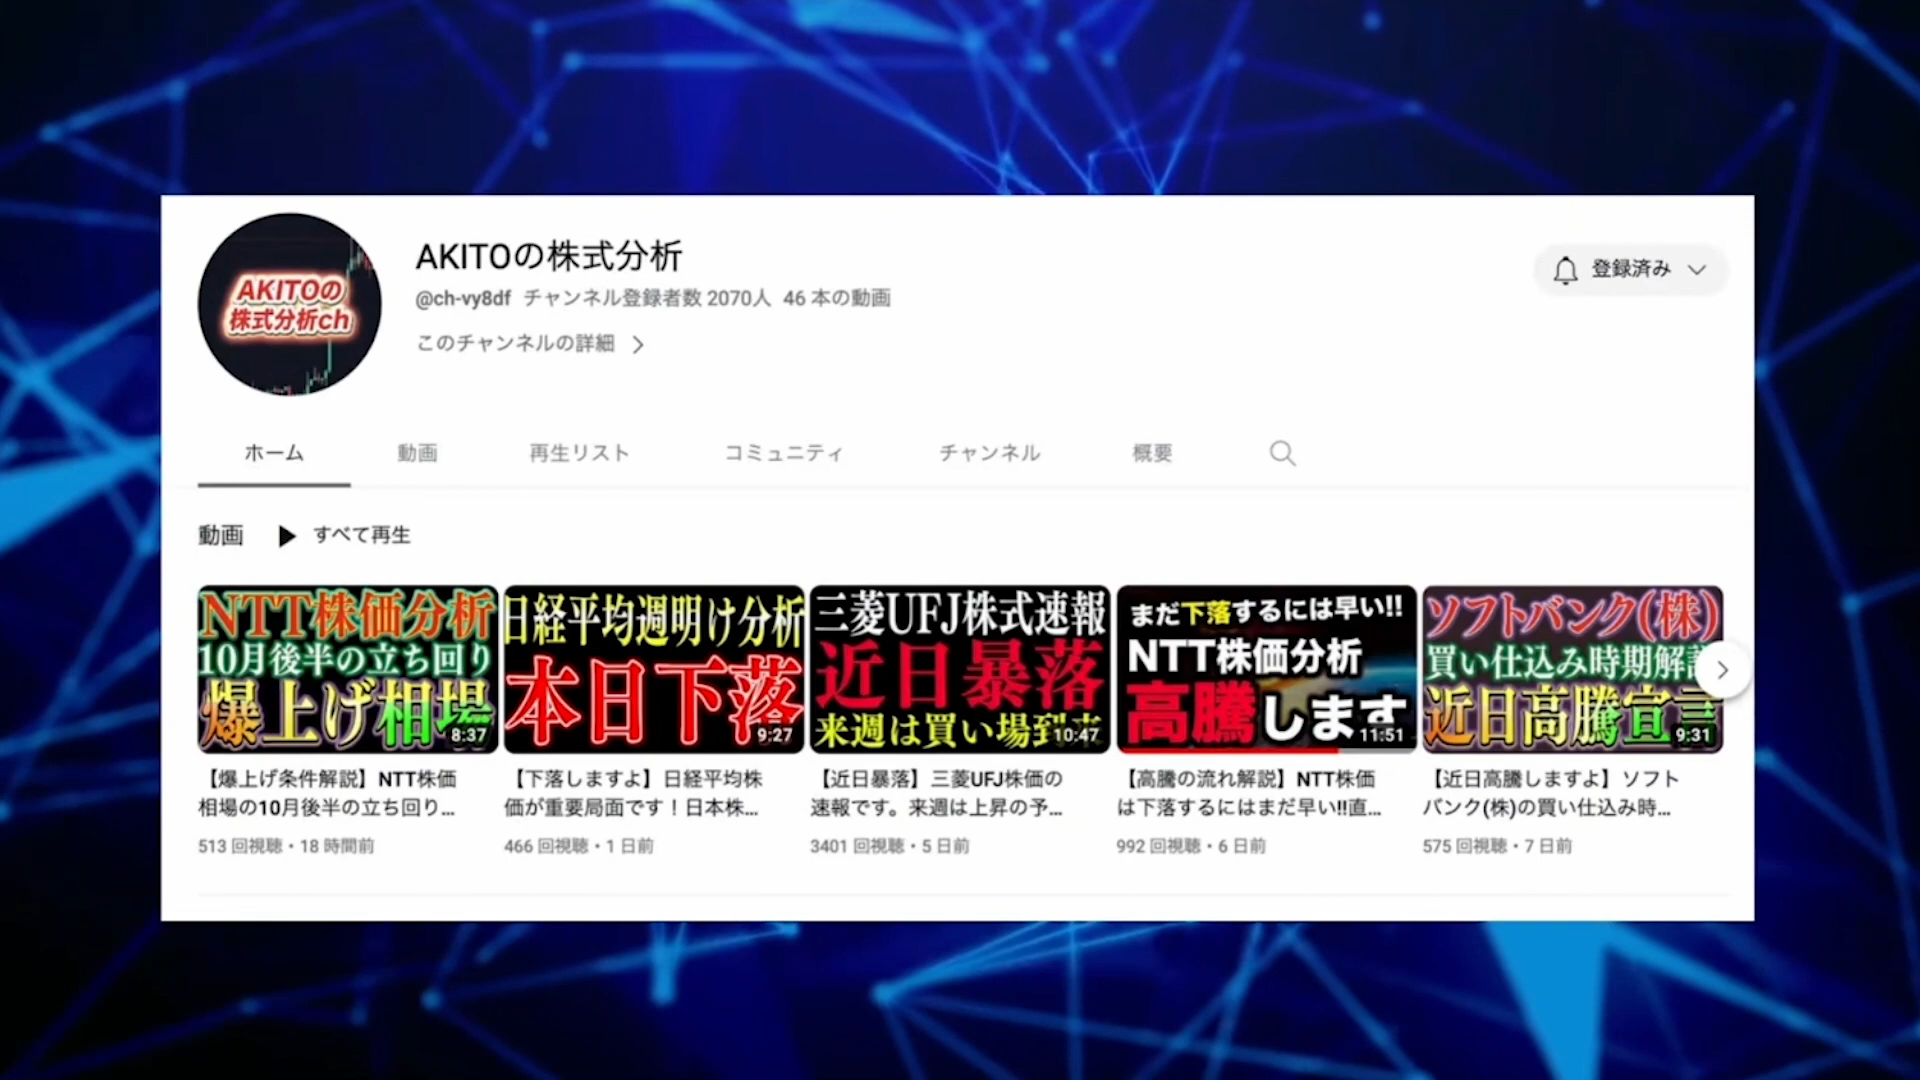 AKITOの
株式分析ch
AKITOの株式分析
@ch-vy8df チャンネル登録者数 2070人 46 本の動画
このチャンネルの詳細
登録済み
ホーム 動画 再生リスト コミュニティ チャンネル 概要
動画 すべて再生
NTT株価分析
10月後半の立ち回り
爆上げ相場
8:37
日経平均週明け分析
本日下落
9:27
三菱UFJ株式速報
近日暴落
来週は買い場到来
10:47
まだ下落するには早い!!
NTT株価分析
高騰します
11:51
ソフトバンク(株)
買い仕込み時期解説
近日高騰宣言
9:31
【爆上げ条件解説】NTT株価
相場の10月後半の立ち回り...
513 回視聴・18 時間前
【下落しますよ】日経平均株
価が重要局面です！日本株...
466 回視聴・1 日前
【近日暴落】三菱UFJ株価の
速報です。来週は上昇の予...
3401 回視聴・5 日前
【高騰の流れ解説】NTT株価
は下落するにはまだ早い!!直...
992 回視聴・6 日前
【近日高騰しますよ】ソフト
バンク(株)の買い仕込み時...
575 回視聴・7 日前